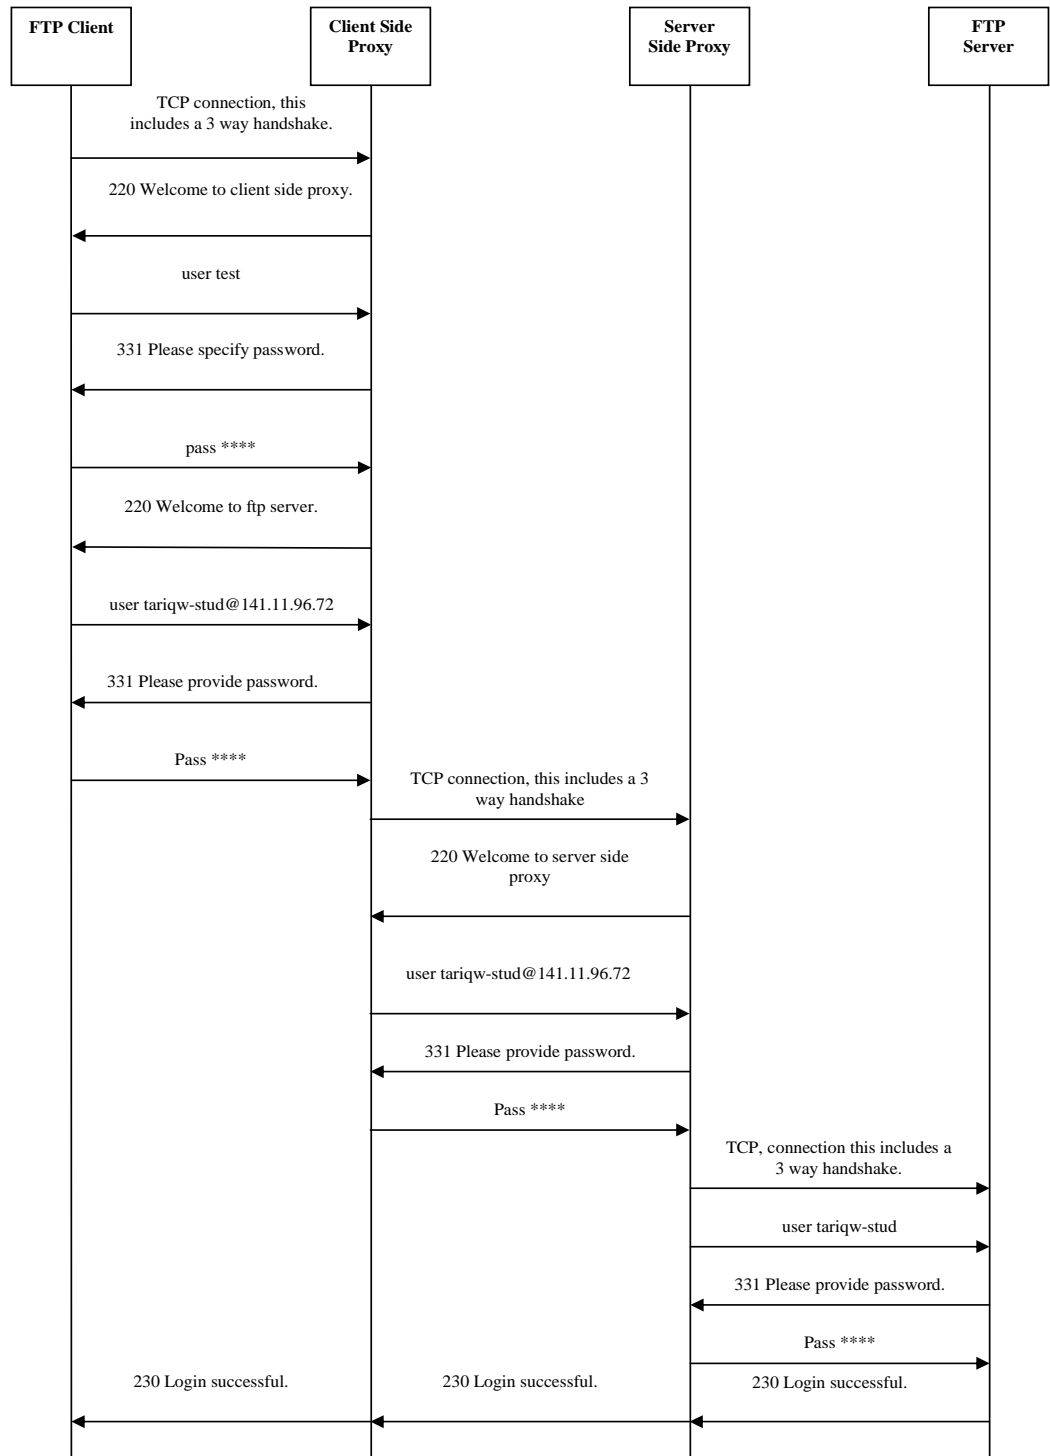 FTP Client
Client Side
Proxy
Server
Side Proxy
FTP
Server
TCP connection, this
includes a 3 way handshake.
220 Welcome to client side proxy.
user test
331 Please specify password.
pass ****
220 Welcome to ftp server.
user tariqw-stud@141.11.96.72
331 Please provide password.
Pass ****
TCP connection, this includes a 3
way handshake
220 Welcome to server side
proxy
user tariqw-stud@141.11.96.72
331 Please provide password.
Pass ****
TCP, connection this includes a
3 way handshake.
user tariqw-stud
331 Please provide password.
Pass ****
230 Login successful.
230 Login successful.
230 Login successful.